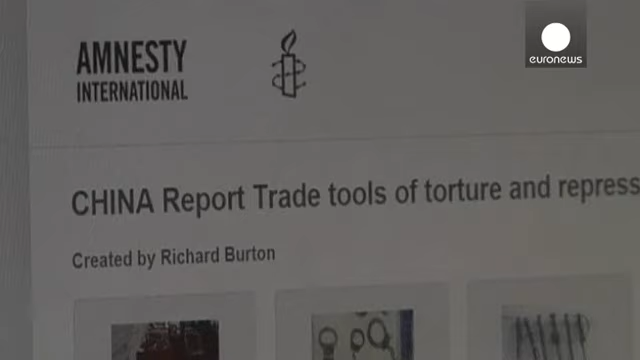 AMNESTY
INTERNATIONAL
euronews
CHINA Report Trade tools of torture and repress
Created by Richard Burton